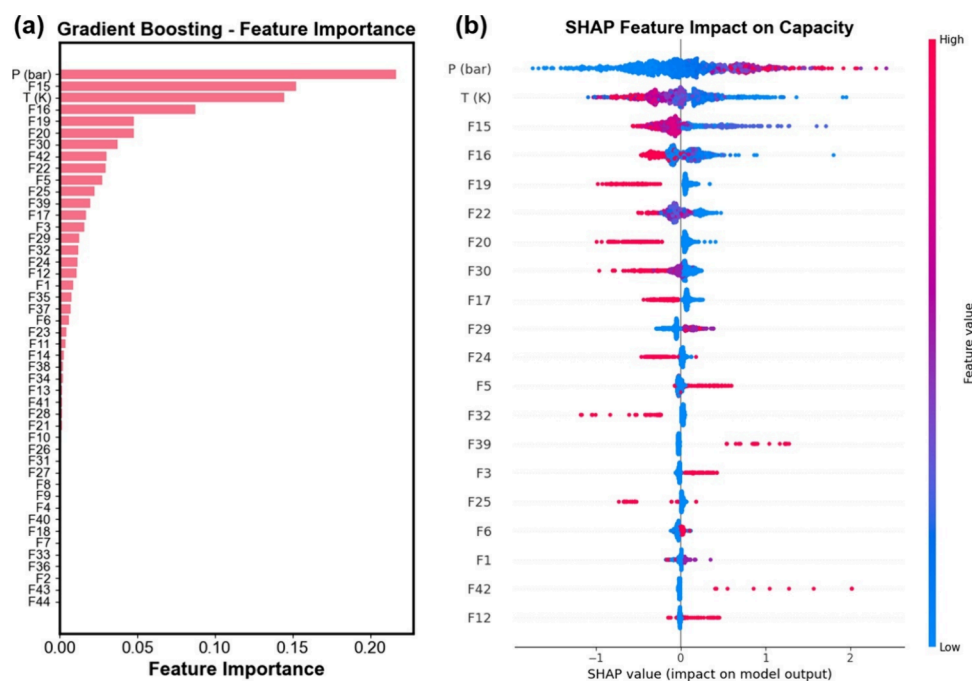 (a)
Gradient Boosting - Feature Importance
P (bar)
F15
T (K)
F16
F19
F20
F30
F42
F22
F5
F25
F39
F17
F3
F29
F32
F24
F12
F1
F35
F37
F6
F23
F11
F14
F38
F34
F13
F41
F28
F21
F10
F26
F31
F27
F8
F9
F4
F40
F18
F7
F33
F36
F2
F43
F44
0.00 0.05 0.10 0.15 0.20
Feature Importance
(b)
SHAP Feature Impact on Capacity
P (bar)
T (K)
F15
F16
F19
F22
F20
F30
F17
F29
F24
F5
F32
F39
F3
F25
F6
F1
F42
F12
−1 0 1 2
SHAP value (impact on model output)
High
Feature value
Low